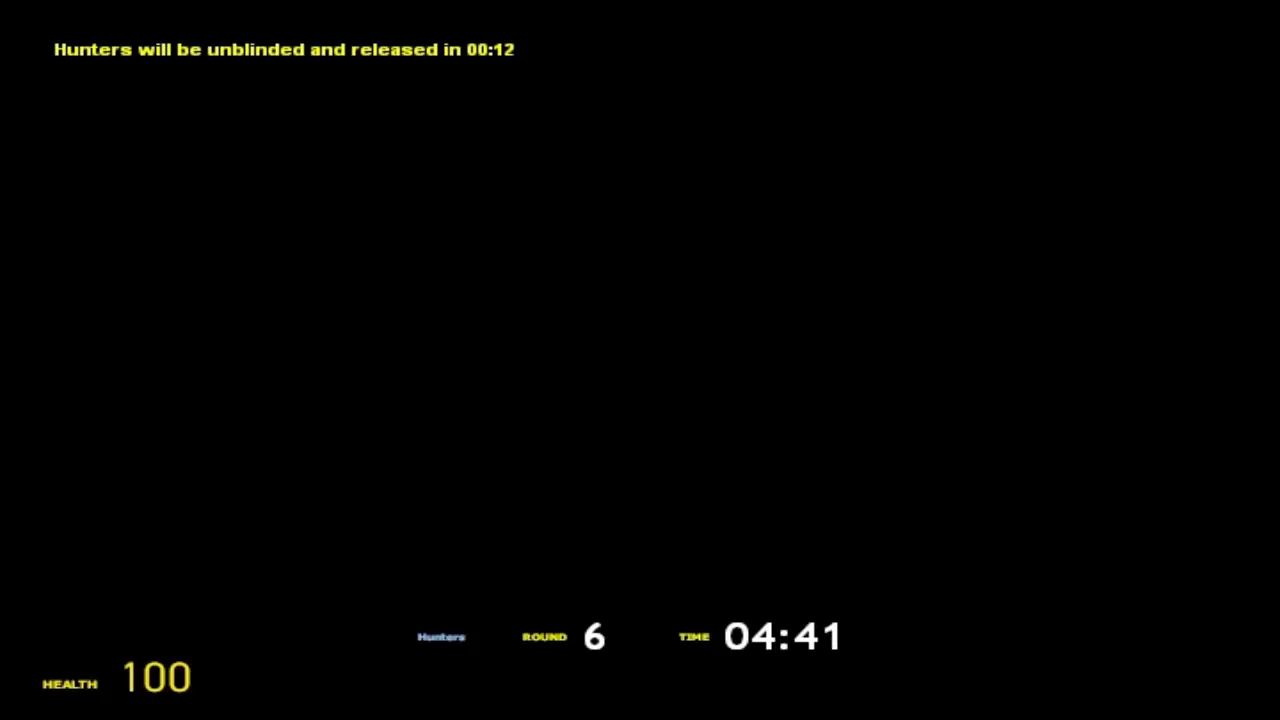 Hunters will be unblinded and released in 00:12
Hunters ROUND 6 TIME 04:41
HEALTH 100